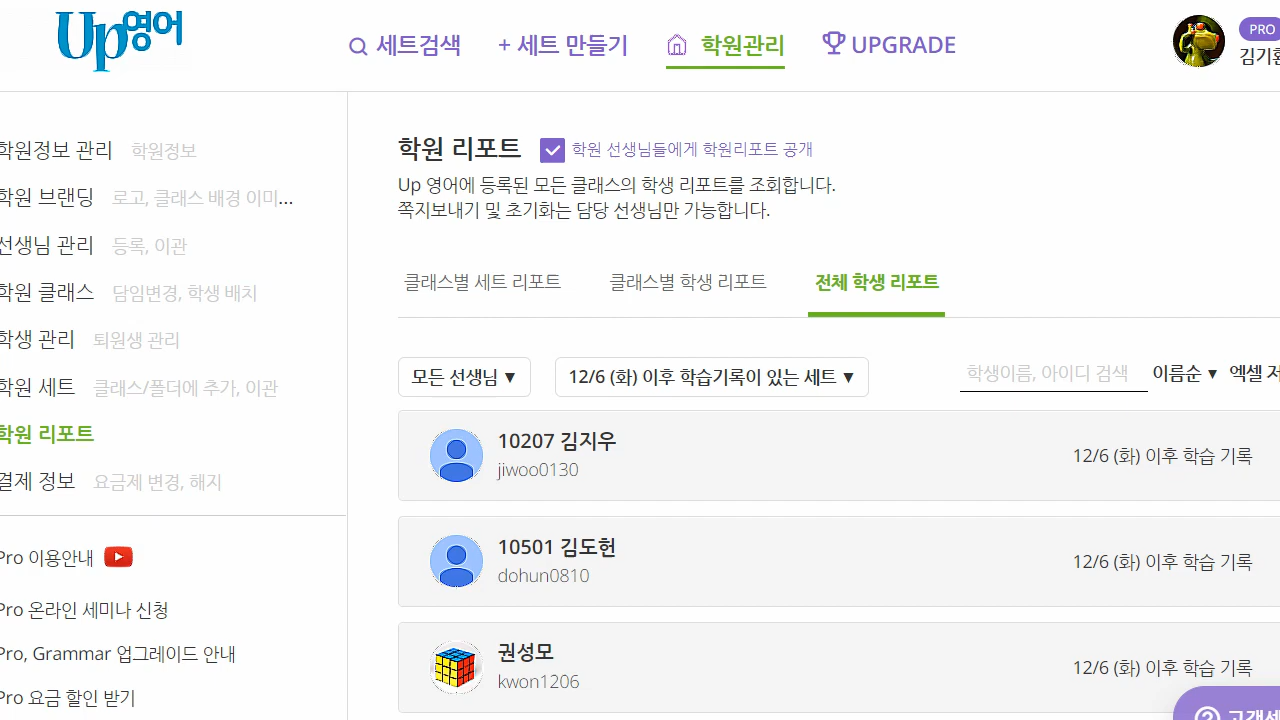 Up영어
세트검색
+ 세트 만들기
학원관리
UPGRADE
PRO
김기환
학원정보 관리 학원정보
학원 브랜딩 로고, 클래스 배경 이미...
선생님 관리 등록, 이관
학원 클래스 담임변경, 학생 배치
학생 관리 퇴원생 관리
학원 세트 클래스/폴더에 추가, 이관
학원 리포트
결제 정보 요금제 변경, 해지
Pro 이용안내
Pro 온라인 세미나 신청
Pro, Grammar 업그레이드 안내
Pro 요금 할인 받기
학원 리포트 학원 선생님들에게 학원리포트 공개
Up 영어에 등록된 모든 클래스의 학생 리포트를 조회합니다.
쪽지보내기 및 초기화는 담당 선생님만 가능합니다.
클래스별 세트 리포트 클래스별 학생 리포트 전체 학생 리포트
모든 선생님 ▼ 12/6 (화) 이후 학습기록이 있는 세트 ▼ 학생이름, 아이디 검색 이름순 ▼ 엑셀 저
10207 김지우
jiwoo0130
12/6 (화) 이후 학습 기록
10501 김도헌
dohun0810
12/6 (화) 이후 학습 기록
권성모
kwon1206
12/6 (화) 이후 학습 기록
고객센